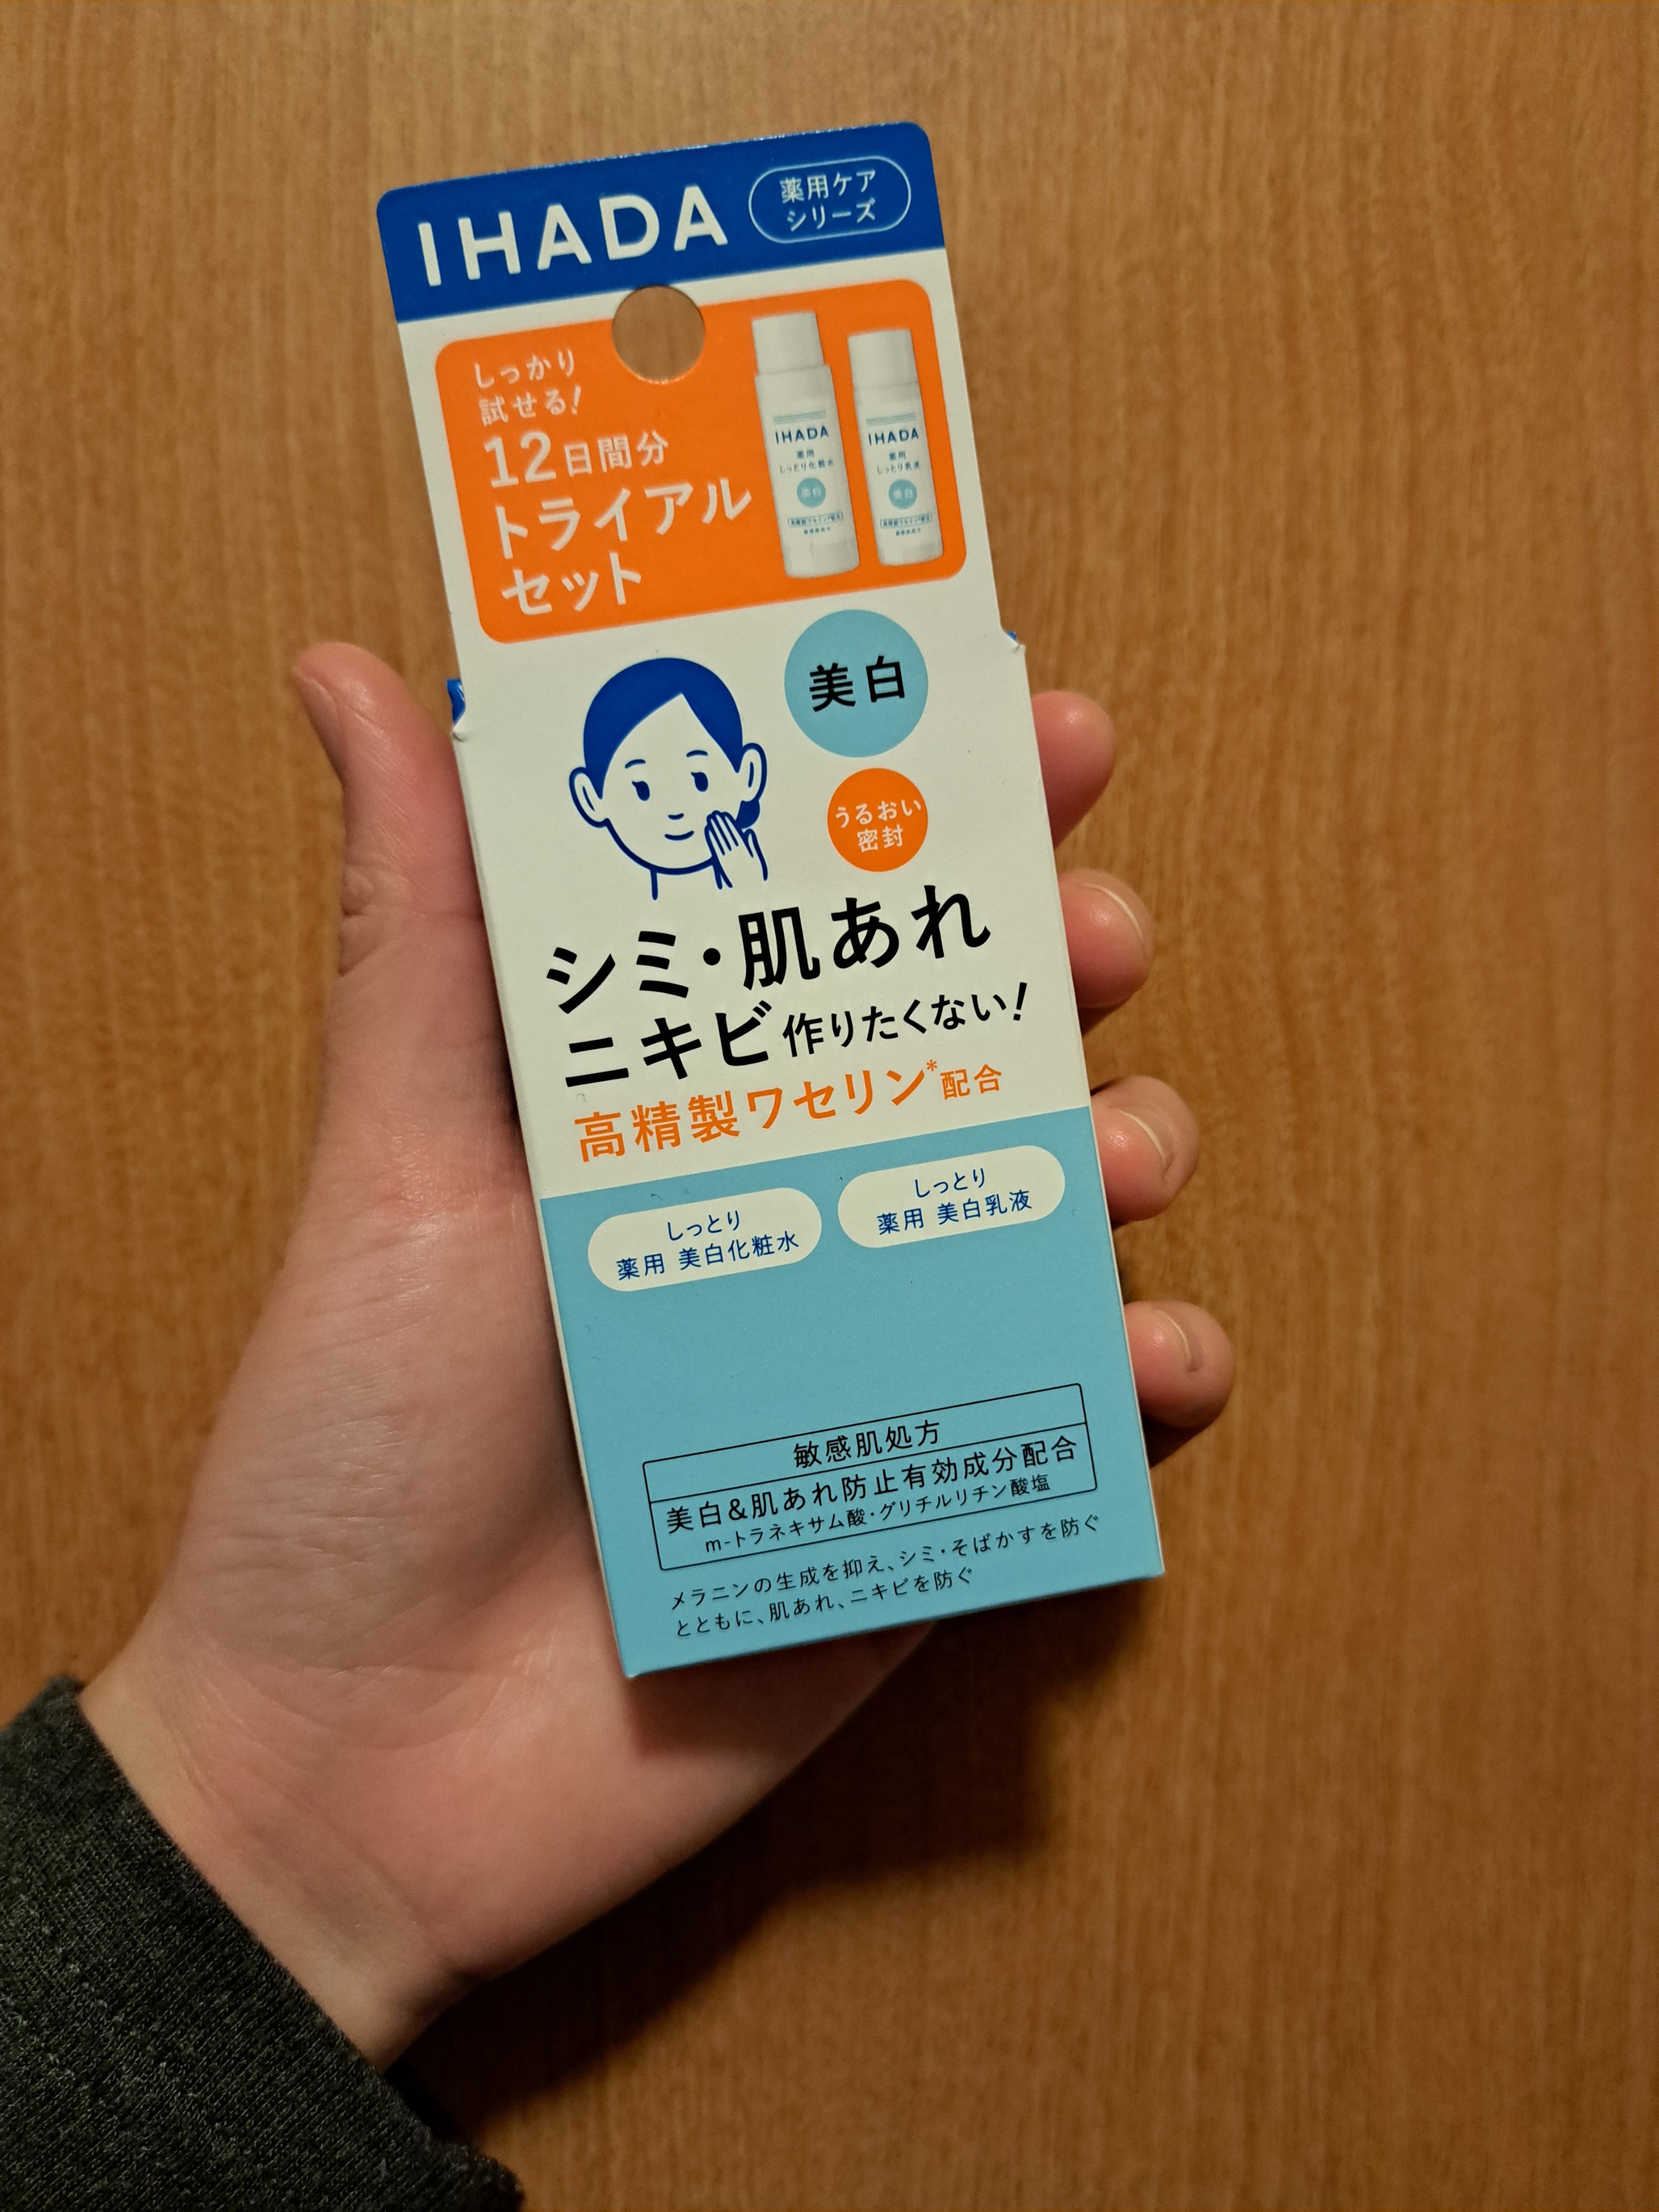 IHADA
薬用ケア
シリーズ
しっかり
試せる!
12日間分
トライアル
セット
IHADA
薬用
しっとり化粧水
美白
IHADA
薬用
しっとり乳液
美白
美白
うるおい
密封
シミ・肌あれ
ニキビ作りたくない!
高精製ワセリン*配合
しっとり
薬用 美白化粧水
しっとり
薬用 美白乳液
敏感肌処方
美白&肌あれ防止有効成分配合
m-トラネキサム酸・グリチルリチン酸塩
メラニンの生成を抑え、シミ・そばかすを防ぐ
とともに、肌あれ、ニキビを防ぐ